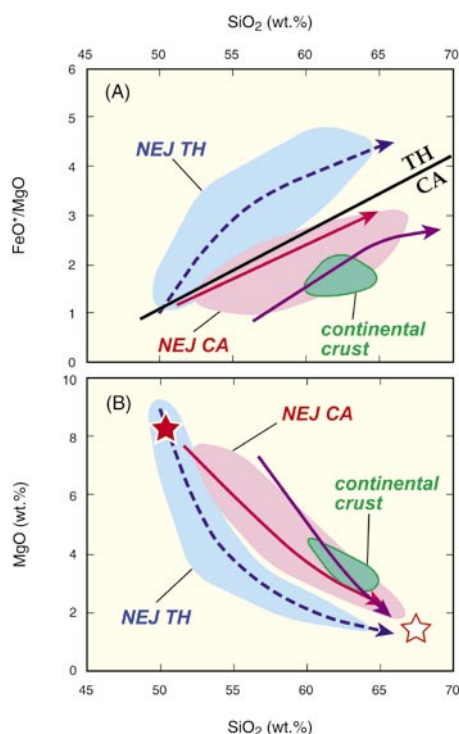 SiO₂ (wt.%)
45 50 55 60 65 70
6
5
4
3
2
1
0
FeO*/MgO
(A)
NEJ TH
TH
CA
NEJ CA
continental
crust
10
8
6
4
2
0
MgO (wt.%)
(B)
NEJ CA
continental
crust
NEJ TH
45 50 55 60 65 70
SiO₂ (wt.%)